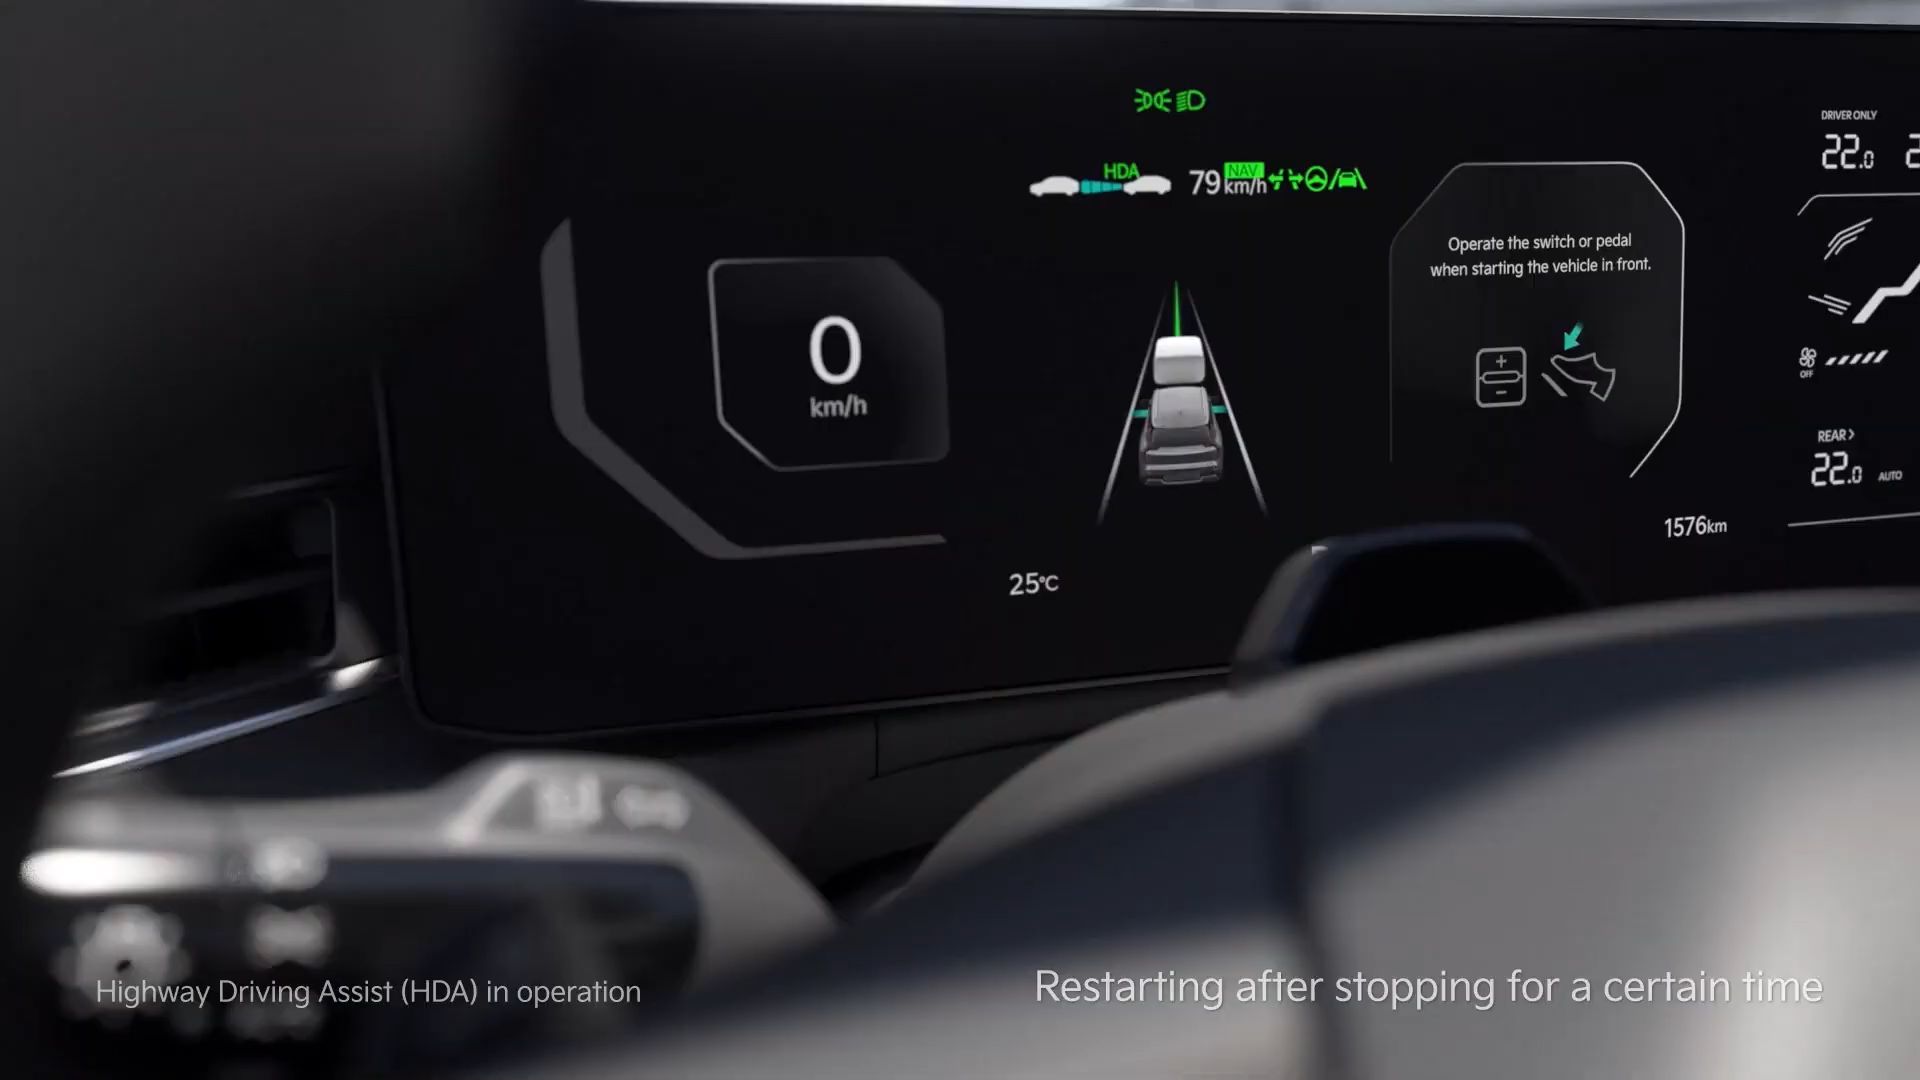 DRIVER ONLY
22.0
HDA
79 km/h
NAV
Operate the switch or pedal
when starting the vehicle in front.
0
km/h
OFF
REAR >
22.0 AUTO
1576km
25°C
Highway Driving Assist (HDA) in operation
Restarting after stopping for a certain time